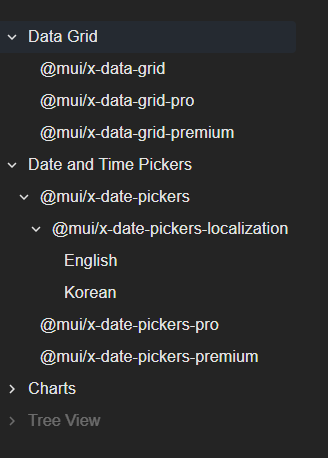 Data Grid
@mui/x-data-grid
@mui/x-data-grid-pro
@mui/x-data-grid-premium
Date and Time Pickers
@mui/x-date-pickers
@mui/x-date-pickers-localization
English
Korean
@mui/x-date-pickers-pro
@mui/x-date-pickers-premium
Charts
Tree View